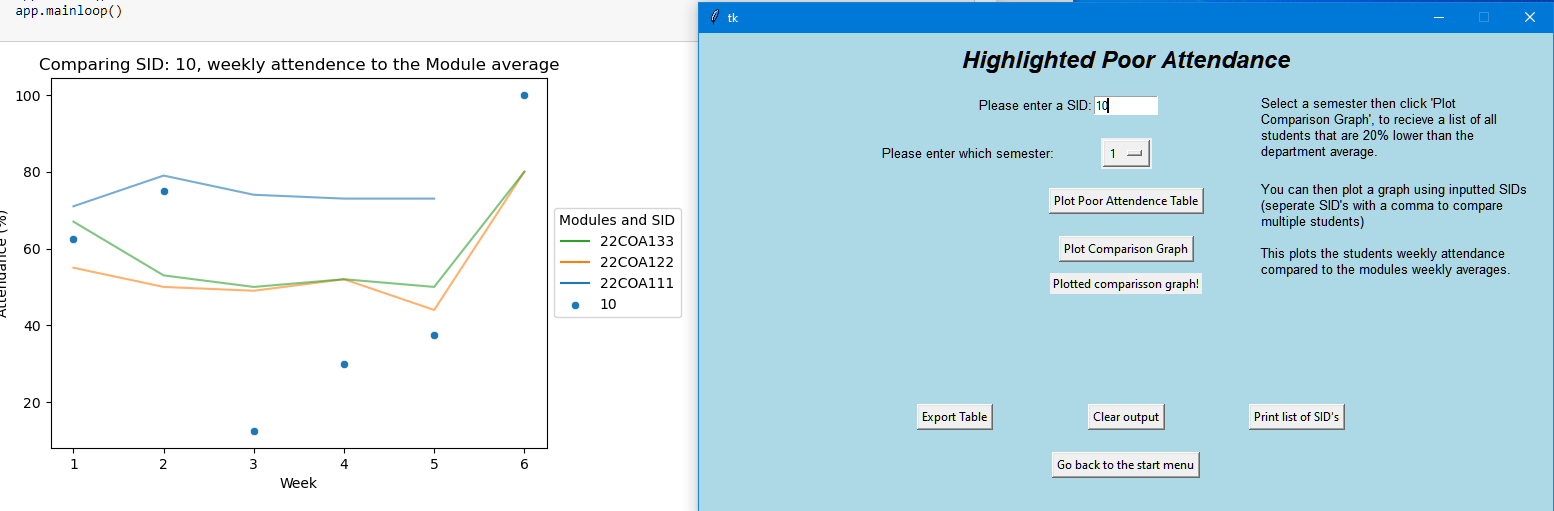 app.mainloop()
Comparing SID: 10, weekly attendence to the Module average
100
80
60
40
20
Attendance (%)
1 2 3 4 5 6
Week
Modules and SID
22COA133
22COA122
22COA111
10
tk
Highlighted Poor Attendance
Please enter a SID: 10
Please enter which semester: 1
Plot Poor Attendence Table
Plot Comparison Graph
Plotted comparisson graph!
Select a semester then click 'Plot
Comparison Graph', to recieve a list of all
students that are 20% lower than the
department average.
You can then plot a graph using inputted SIDs
(seperate SID's with a comma to compare
multiple students)
This plots the students weekly attendance
compared to the modules weekly averages.
Export Table
Clear output
Print list of SID's
Go back to the start menu